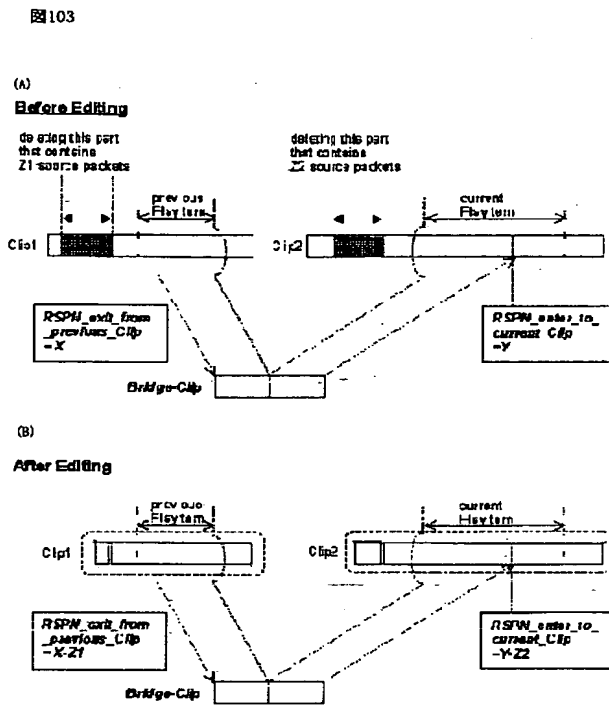 図103
(A)
Before Editing
deleting this part
that contains
Z1 source packets
deleting this part
that contains
Z2 source packets
previous
PlayItem
current
PlayItem
Clip1
Clip2
RSPN_exit_from
_previous_Clip
=X
RSPN_enter_to_
current_Clip
=Y
Bridge-Clip
(B)
After Editing
previous
PlayItem
current
PlayItem
Clip1
Clip2
RSPN_exit_from
_previous_Clip
=X-Z1
RSPN_enter_to_
current_Clip
=Y-Z2
Bridge-Clip